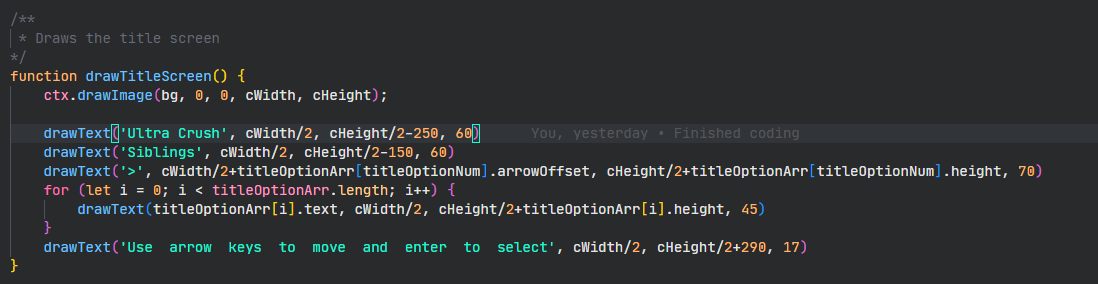 /**
 * Draws the title screen
*/
function drawTitleScreen() {
    ctx.drawImage(bg, 0, 0, cWidth, cHeight);

    drawText('Ultra Crush', cWidth/2, cHeight/2-250, 60)      You, yesterday • Finished coding
    drawText('Siblings', cWidth/2, cHeight/2-150, 60)
    drawText('>', cWidth/2+titleOptionArr[titleOptionNum].arrowOffset, cHeight/2+titleOptionArr[titleOptionNum].height, 70)
    for (let i = 0; i < titleOptionArr.length; i++) {
        drawText(titleOptionArr[i].text, cWidth/2, cHeight/2+titleOptionArr[i].height, 45)
    }
    drawText('Use  arrow  keys  to  move  and  enter  to  select', cWidth/2, cHeight/2+290, 17)
}